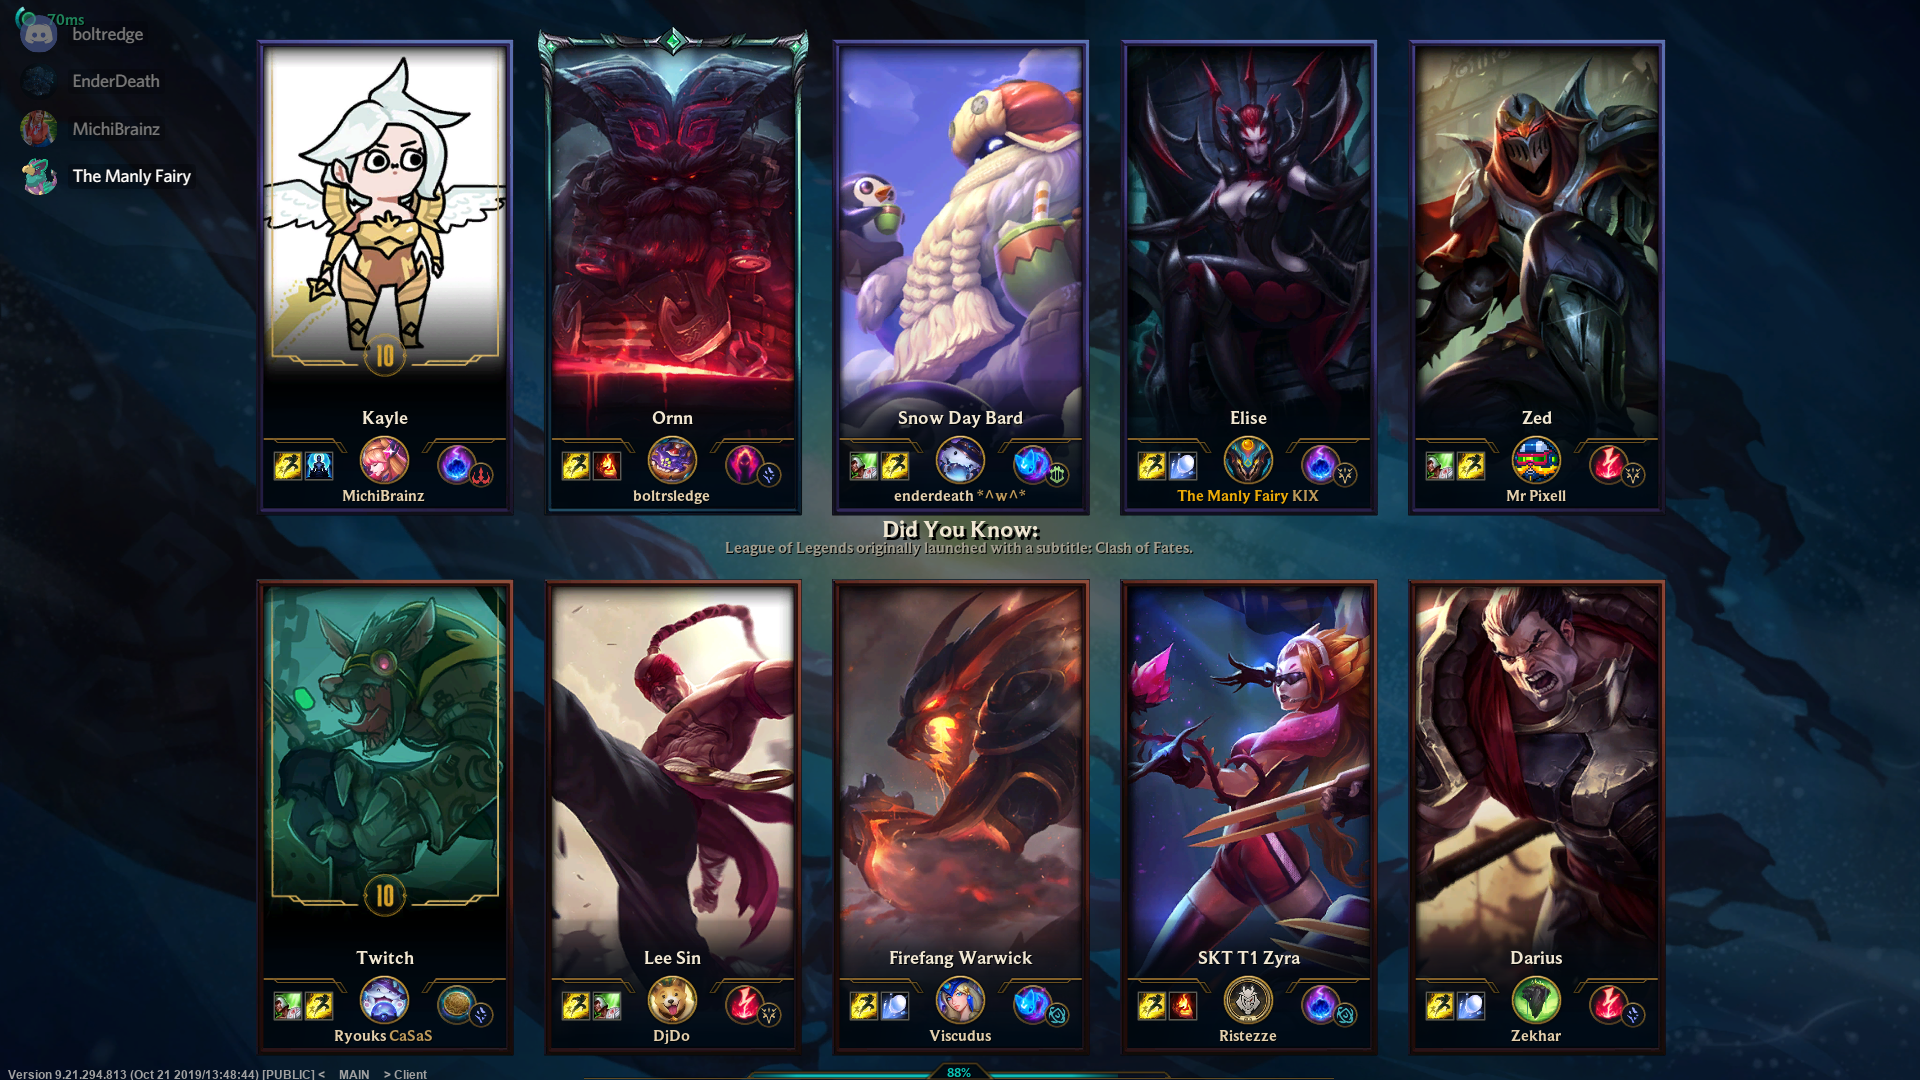 70ms
boltredge
EnderDeath
MichiBrainz
The Manly Fairy
10
Kayle
MichiBrainz
Ornn
boltrsledge
Snow Day Bard
enderdeath *^w^*
Elise
The Manly Fairy KIX
Zed
Mr Pixell
Did You Know:
League of Legends originally launched with a subtitle: Clash of Fates.
10
Twitch
Ryouks CaSaS
Lee Sin
DjDo
Firefang Warwick
Viscudus
SKT T1 Zyra
Ristezze
Darius
Zekhar
Version 9.21.294.813 (Oct 21 2019/13:48:44) [PUBLIC] < MAIN > Client
88%